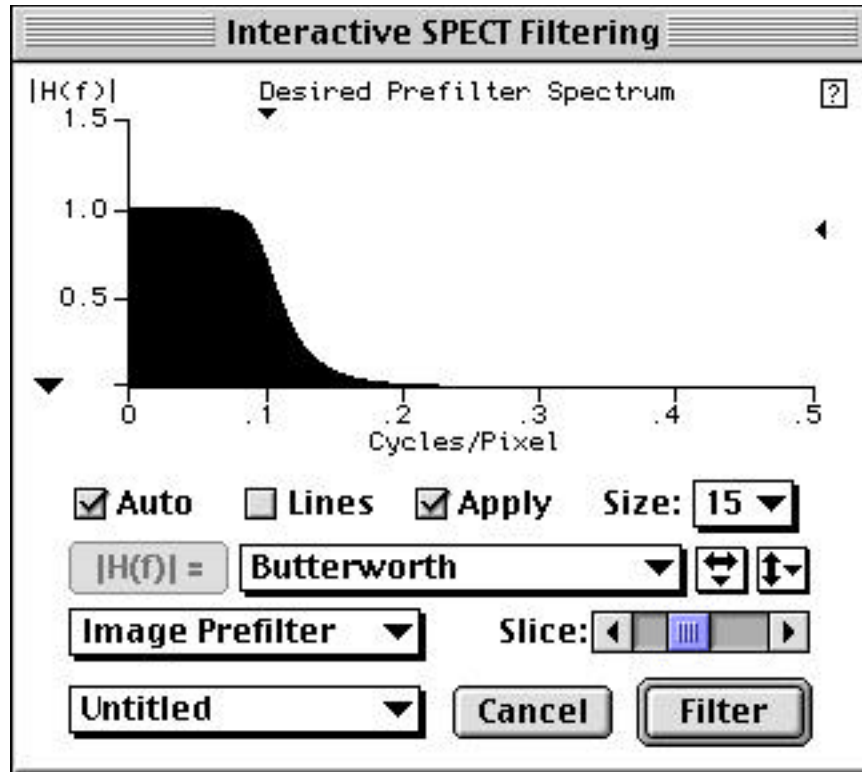 Interactive SPECT Filtering
|H(f)| Desired Prefilter Spectrum ?
1.5
1.0
0.5
0 .1 .2 .3 .4 .5
Cycles/Pixel
Auto Lines Apply Size: 15
|H(f)| = Butterworth
Image Prefilter Slice:
Untitled Cancel Filter